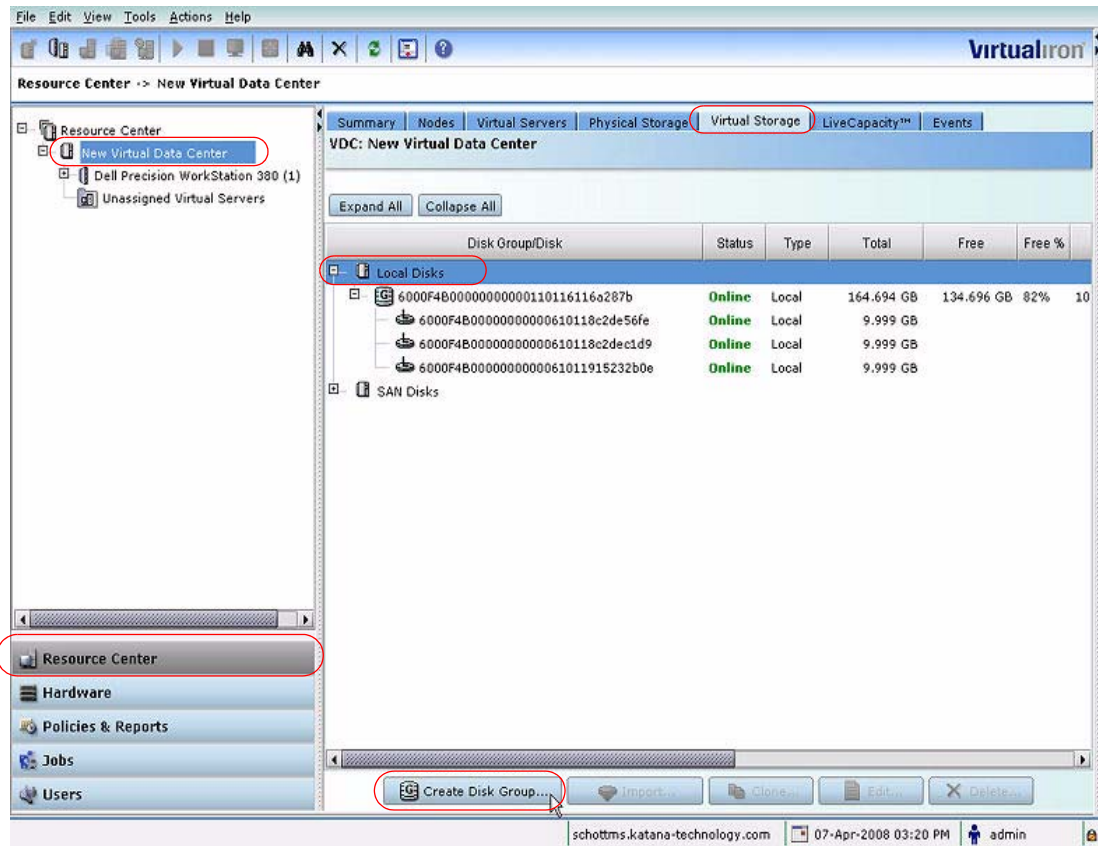 File Edit View Tools Actions Help
Virtualiron
Resource Center -> New Virtual Data Center
Resource Center
New Virtual Data Center
Dell Precision WorkStation 380 (1)
Unassigned Virtual Servers
Resource Center
Hardware
Policies & Reports
Jobs
Users
Summary Nodes Virtual Servers Physical Storage Virtual Storage LiveCapacity™ Events
VDC: New Virtual Data Center
Expand All Collapse All
Disk Group/Disk Status Type Total Free Free %
Local Disks
6000F4B00000000000110116116a287b Online Local 164.694 GB 134.696 GB 82% 10
6000F4B00000000000610118c2de56fe Online Local 9.999 GB
6000F4B00000000000610118c2dec1d9 Online Local 9.999 GB
6000F4B0000000000061011915232b0e Online Local 9.999 GB
SAN Disks
Create Disk Group... Import... Clone... Edit... Delete...
schottms.katana-technology.com 07-Apr-2008 03:20 PM admin